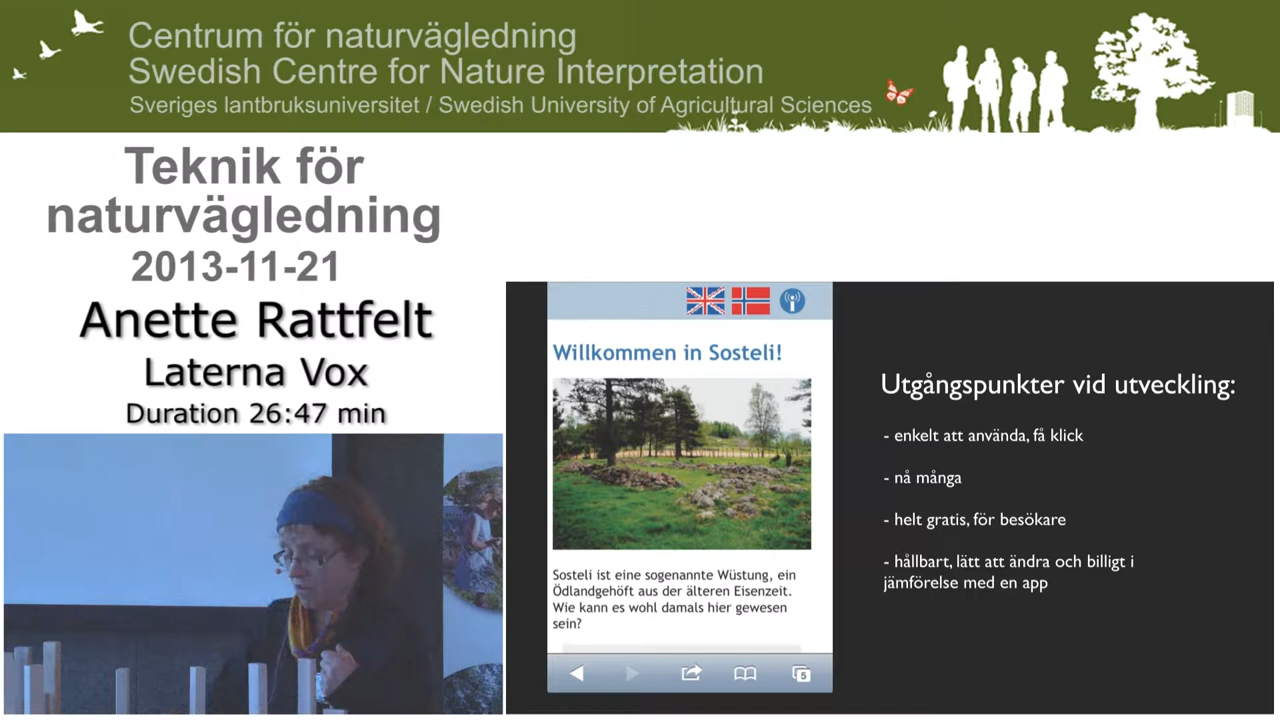 Centrum för naturvägledning
Swedish Centre for Nature Interpretation
Sveriges lantbruksuniversitet / Swedish University of Agricultural Sciences
Teknik för
naturvägledning
2013-11-21
Anette Rattfelt
Laterna Vox
Duration 26:47 min
Willkommen in Sosteli!
Sosteli ist eine sogenannte Wüstung, ein
Ödlandgehöft aus der älteren Eisenzeit.
Wie kann es wohl damals hier gewesen
sein?
5
Utgångspunkter vid utveckling:
- enkelt att använda, få klick
- nå många
- helt gratis, för besökare
- hållbart, lätt att ändra och billigt i
jämförelse med en app